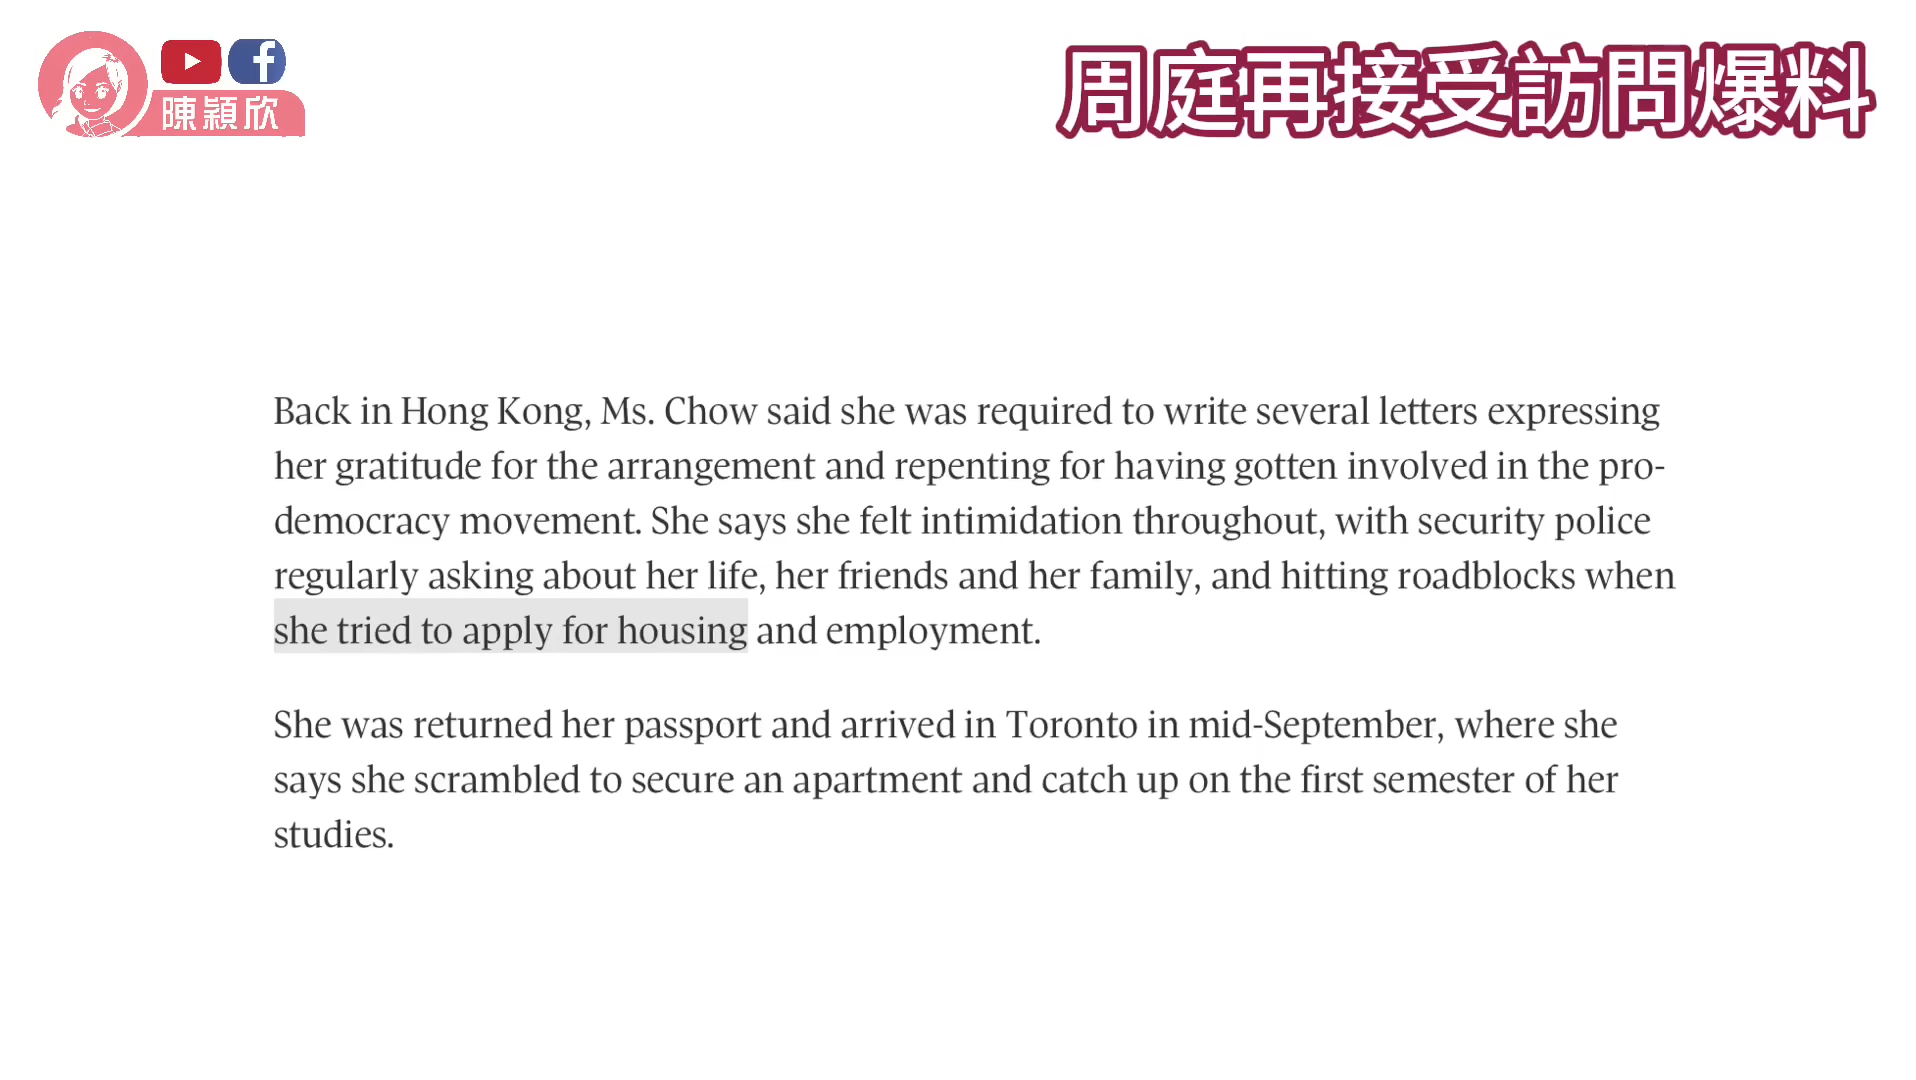 陳穎欣
周庭再接受訪問爆料
Back in Hong Kong, Ms. Chow said she was required to write several letters expressing
her gratitude for the arrangement and repenting for having gotten involved in the pro-
democracy movement. She says she felt intimidation throughout, with security police
regularly asking about her life, her friends and her family, and hitting roadblocks when
she tried to apply for housing and employment.
She was returned her passport and arrived in Toronto in mid-September, where she
says she scrambled to secure an apartment and catch up on the first semester of her
studies.